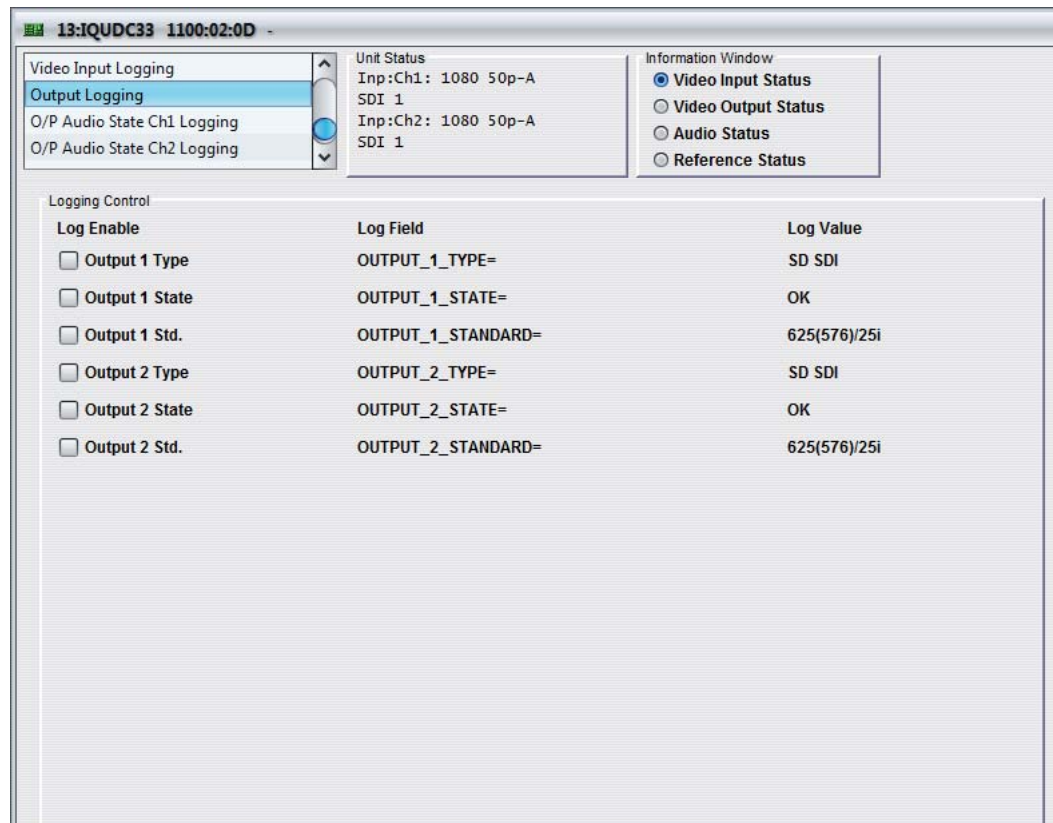 13:IQUDC33 1100:02:0D -
Video Input Logging
Output Logging
O/P Audio State Ch1 Logging
O/P Audio State Ch2 Logging
Unit Status
Inp:Ch1: 1080 50p-A
SDI 1
Inp:Ch2: 1080 50p-A
SDI 1
Information Window
Video Input Status
Video Output Status
Audio Status
Reference Status
Logging Control
Log Enable Log Field Log Value
Output 1 Type OUTPUT_1_TYPE= SD SDI
Output 1 State OUTPUT_1_STATE= OK
Output 1 Std. OUTPUT_1_STANDARD= 625(576)/25i
Output 2 Type OUTPUT_2_TYPE= SD SDI
Output 2 State OUTPUT_2_STATE= OK
Output 2 Std. OUTPUT_2_STANDARD= 625(576)/25i